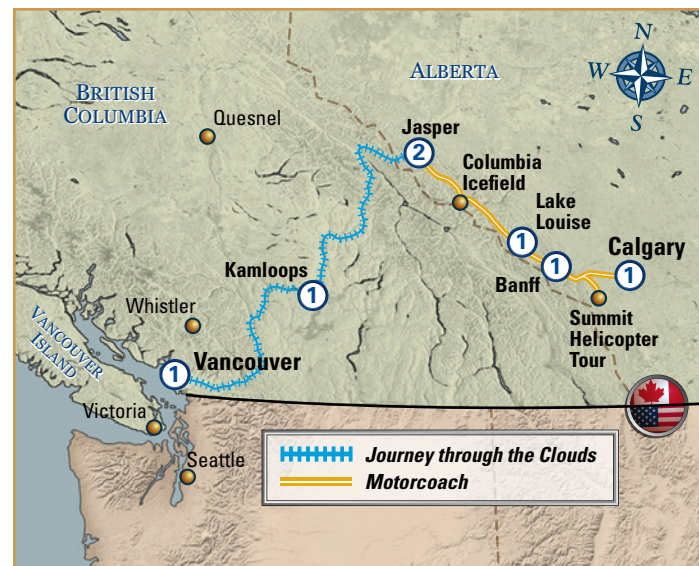 N
W
E
S
BRITISH
COLUMBIA
ALBERTA
Quesnel
Jasper
2
Columbia
Icefield
Lake
Louise
1
Kamloops
1
Banff
1
Calgary
1
Whistler
Summit
Helicopter
Tour
VANCOUVER
ISLAND
1
Vancouver
Victoria
Seattle
Journey through the Clouds
Motorcoach